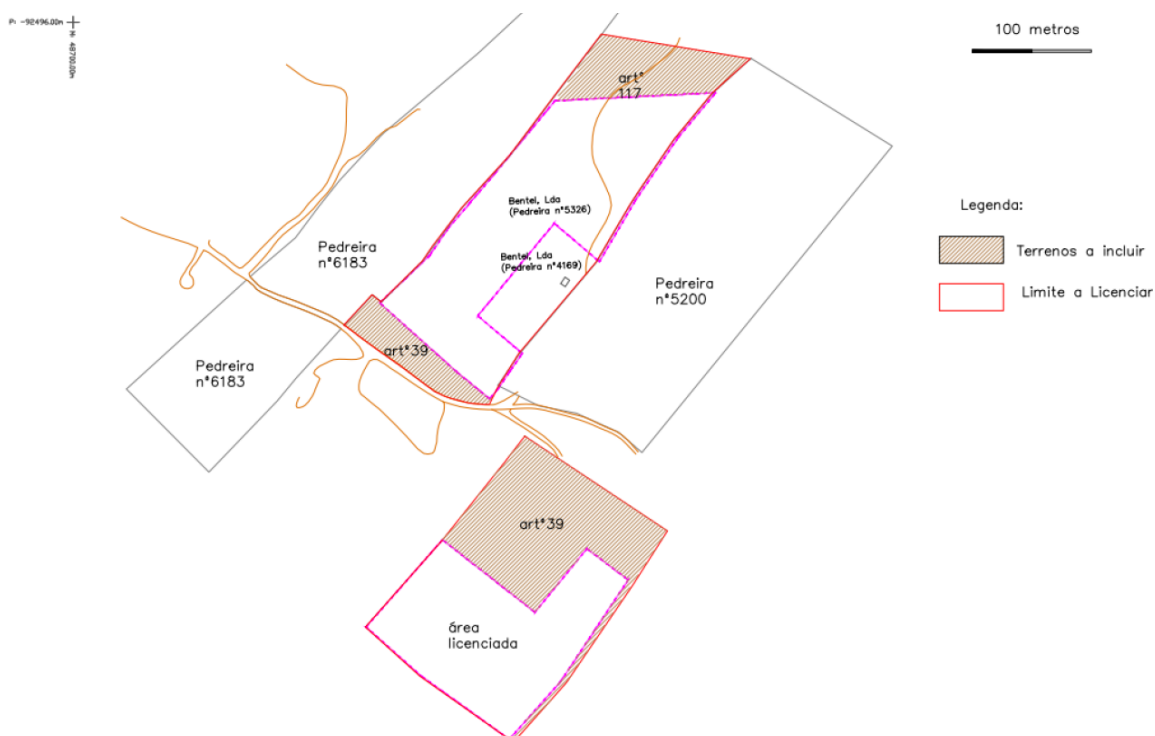 P: -92496.00m
M: 48700.00m
100 metros
art°
117
Bentel, Lda
(Pedreira n°5326)
Bentel, Lda
(Pedreira n°4169)
Pedreira
n°6183
Pedreira
n°5200
Legenda:
Terrenos a incluir
Limite a Licenciar
art°39
Pedreira
n°6183
art°39
área
licenciada